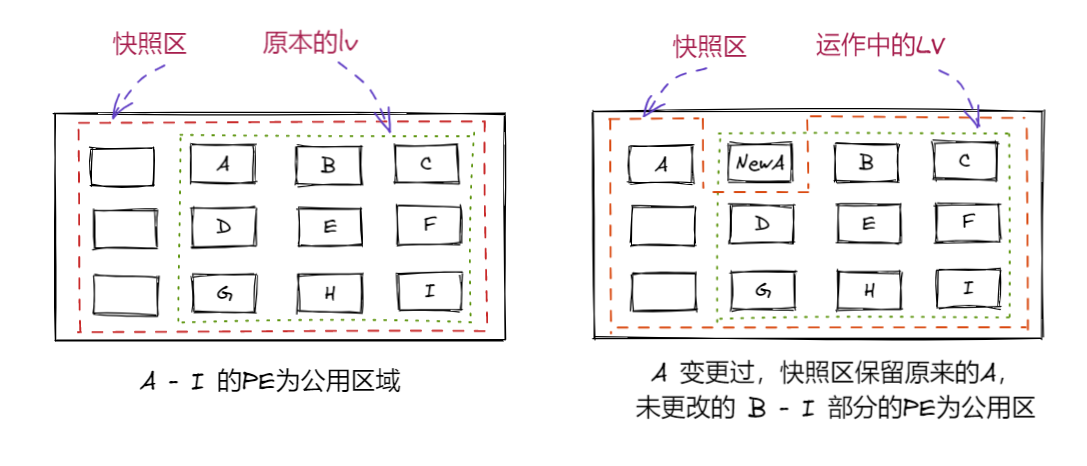 快照区
原本的lv
A
B
C
D
E
F
G
H
I
A - I 的PE为公用区域
快照区
运作中的LV
A
NewA
B
C
D
E
F
G
H
I
A 变更过，快照区保留原来的A，
未更改的 B - I 部分的PE为公用区